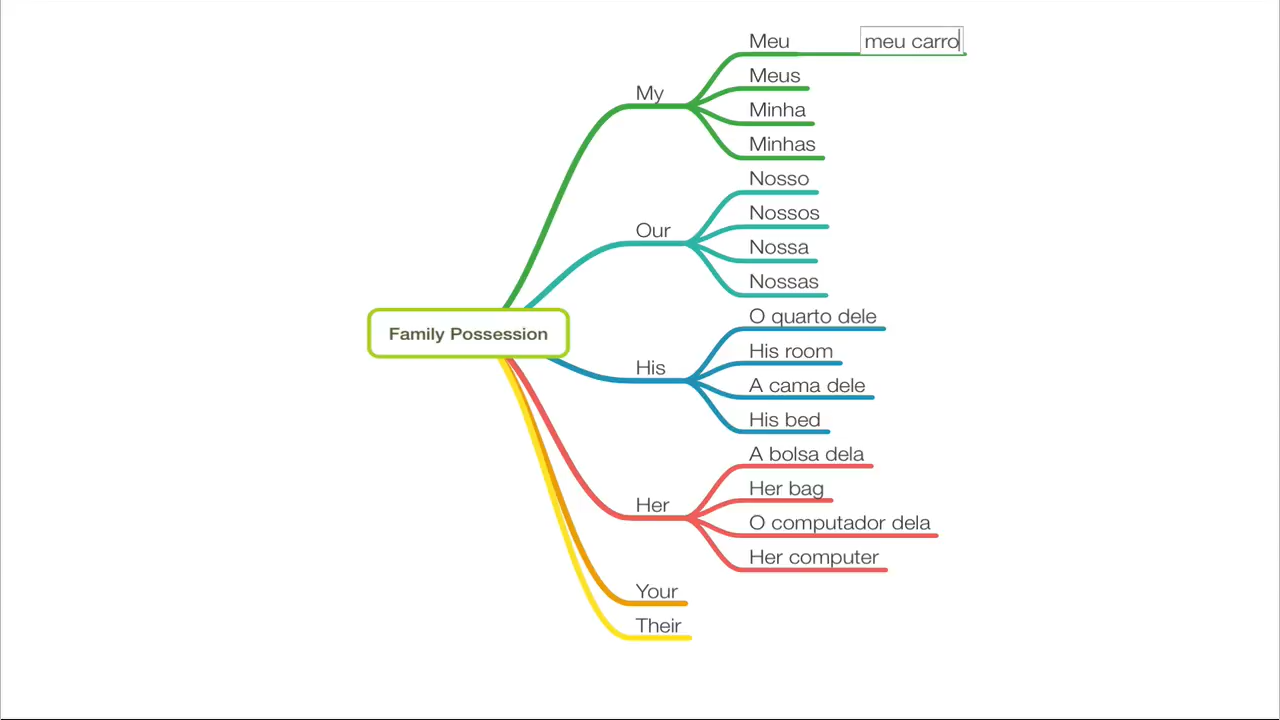 Family Possession
My
Meu
meu carro
Meus
Minha
Minhas
Our
Nosso
Nossos
Nossa
Nossas
His
O quarto dele
His room
A cama dele
His bed
Her
A bolsa dela
Her bag
O computador dela
Her computer
Your
Their